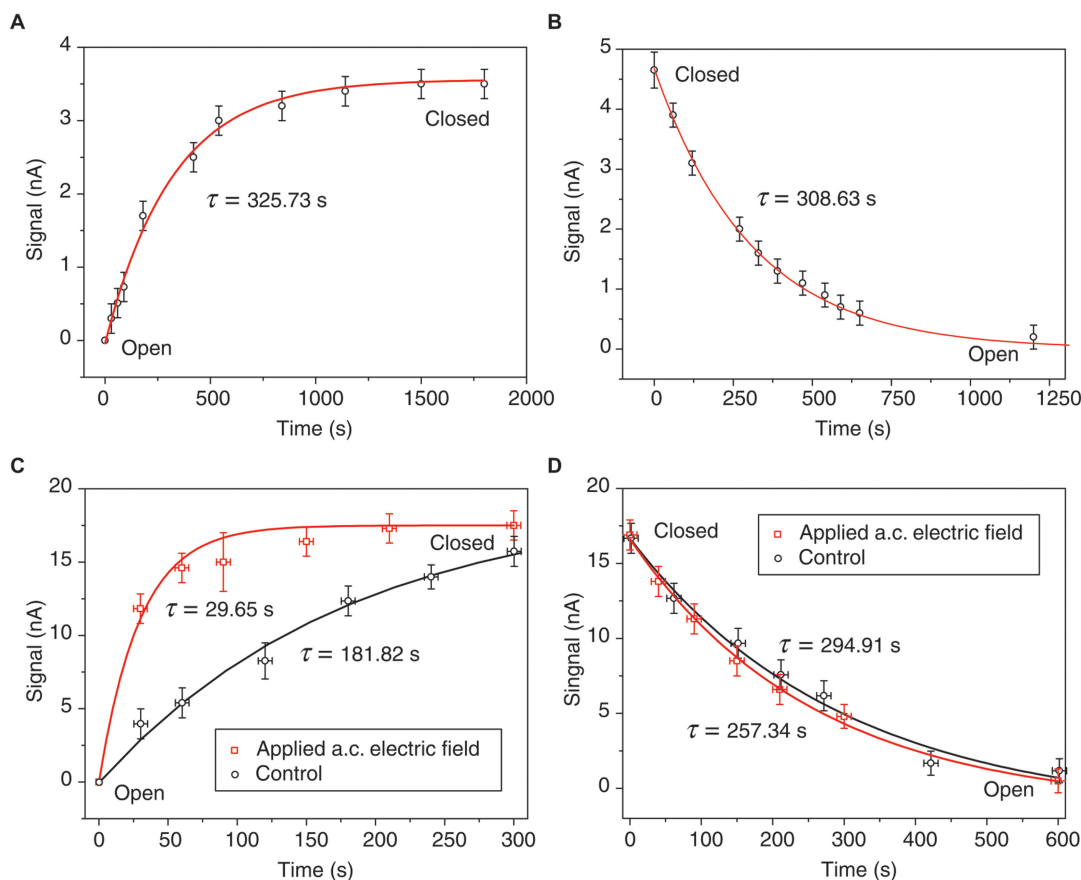 A
4
3
2
1
0
Signal (nA)
τ = 325.73 s
Closed
Open
0 500 1000 1500 2000
Time (s)
B
5
4
3
2
1
0
Signal (nA)
Closed
τ = 308.63 s
Open
0 250 500 750 1000 1250
Time (s)
C
20
15
10
5
0
Signal (nA)
Closed
τ = 29.65 s
τ = 181.82 s
Applied a.c. electric field
Control
Open
0 50 100 150 200 250 300
Time (s)
D
20
15
10
5
0
Singnal (nA)
Closed
Applied a.c. electric field
Control
τ = 294.91 s
τ = 257.34 s
Open
0 100 200 300 400 500 600
Time (s)